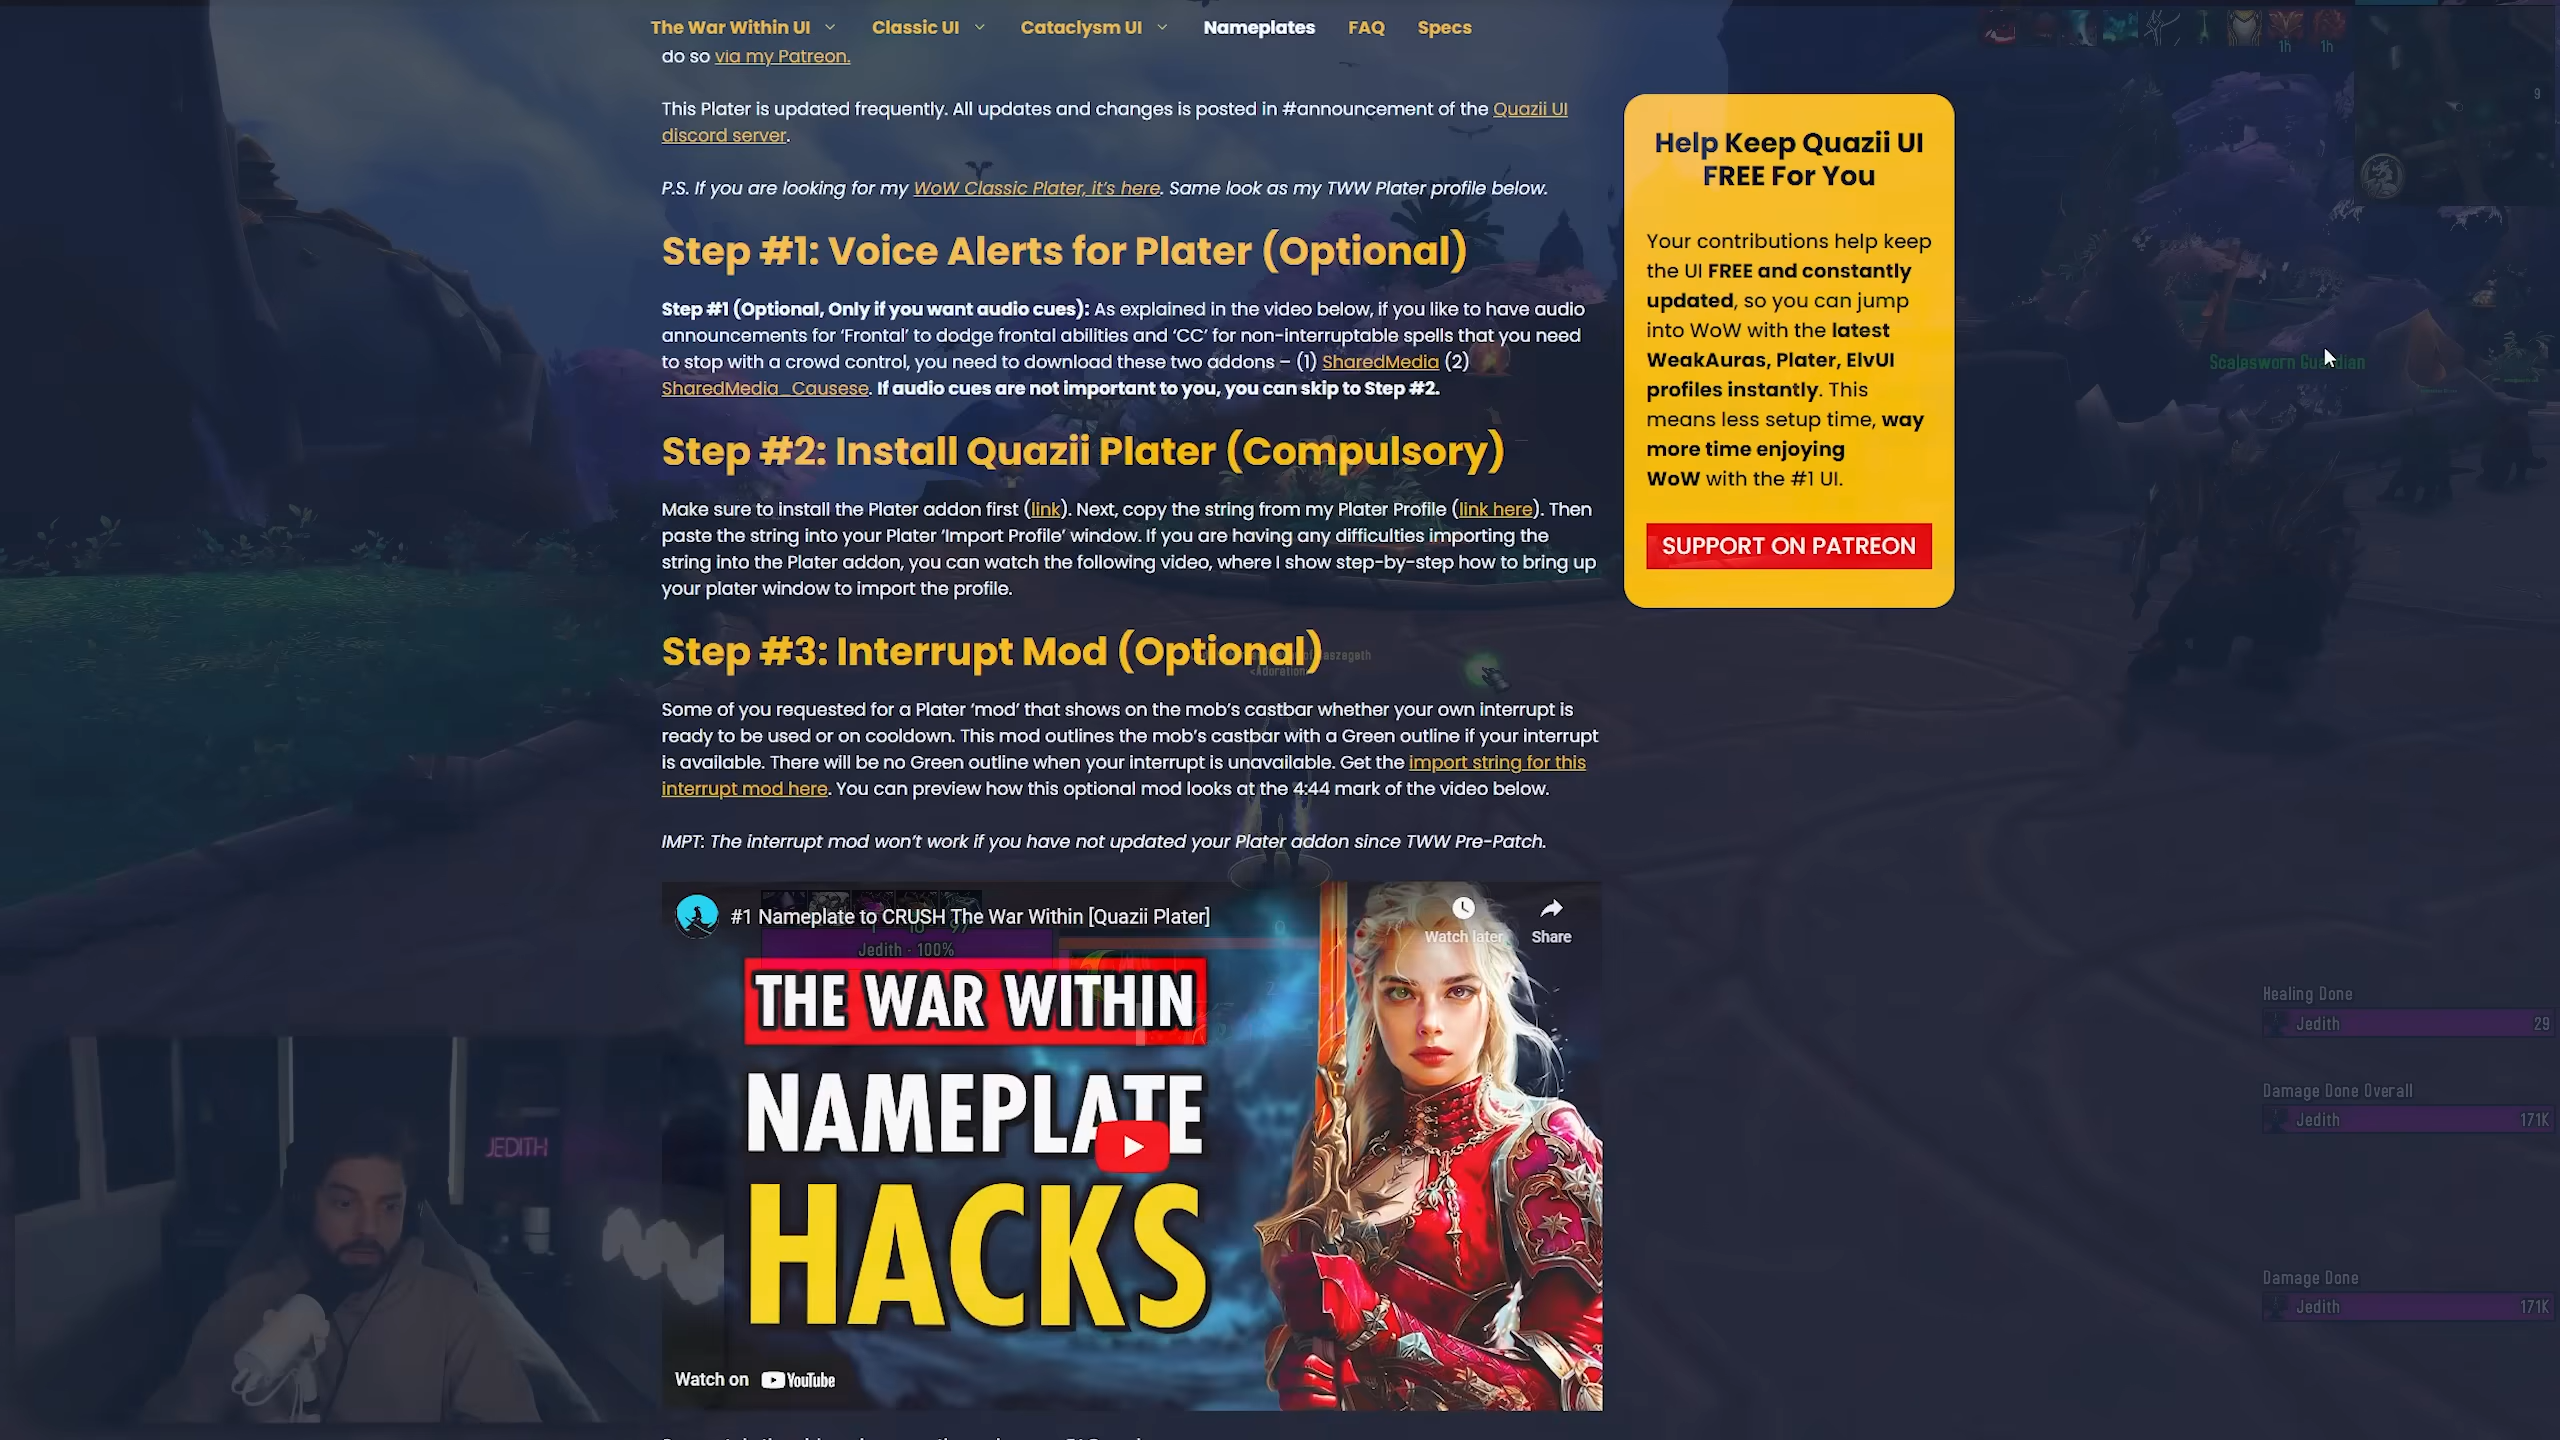 The War Within UI
Classic UI
Cataclysm UI
Nameplates
FAQ
Specs
do so via my Patreon.
This Plater is updated frequently. All updates and changes is posted in #announcement of the Quazii UI
discord server.
P.S. If you are looking for my WoW Classic Plater, it's here. Same look as my TWW Plater profile below.
Step #1: Voice Alerts for Plater (Optional)
Step #1 (Optional, Only if you want audio cues): As explained in the video below, if you like to have audio
announcements for ‘Frontal’ to dodge frontal abilities and ‘CC’ for non-interruptable spells that you need
to stop with a crowd control, you need to download these two addons – (1) SharedMedia (2)
SharedMedia_Causese. If audio cues are not important to you, you can skip to Step #2.
Step #2: Install Quazii Plater (Compulsory)
Make sure to install the Plater addon first (link). Next, copy the string from my Plater Profile (link here). Then
paste the string into your Plater ‘Import Profile’ window. If you are having any difficulties importing the
string into the Plater addon, you can watch the following video, where I show step-by-step how to bring up
your plater window to import the profile.
Step #3: Interrupt Mod (Optional)
<Adoration>
Some of you requested for a Plater ‘mod’ that shows on the mob’s castbar whether your own interrupt is
ready to be used or on cooldown. This mod outlines the mob’s castbar with a Green outline if your interrupt
is available. There will be no Green outline when your interrupt is unavailable. Get the import string for this
interrupt mod here. You can preview how this optional mod looks at the 4:44 mark of the video below.
IMPT: The interrupt mod won’t work if you have not updated your Plater addon since TWW Pre-Patch.
#1 Nameplate to CRUSH The War Within [Quazii Plater]
Watch later
Share
Jedith - 100%
THE WAR WITHIN
NAMEPLATE
HACKS
Watch on YouTube
Help Keep Quazii UI
FREE For You
Your contributions help keep
the UI FREE and constantly
updated, so you can jump
into WoW with the latest
WeakAuras, Plater, ElvUI
profiles instantly. This
means less setup time, way
more time enjoying
WoW with the #1 UI.
SUPPORT ON PATREON
1h
1h
9
Scalesworn Guardian
JEDITH
Healing Done
Jedith 29
Damage Done Overall
Jedith 171K
Damage Done
Jedith 171K